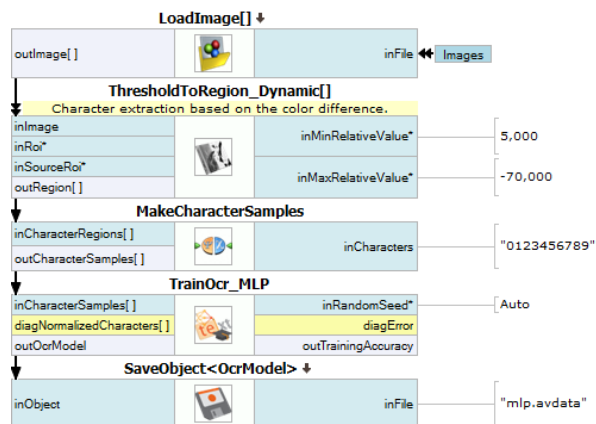 LoadImage[]
outImage[ ]
inFile
Images
ThresholdToRegion_Dynamic[]
Character extraction based on the color difference.
inImage
inRoi*
inSourceRoi*
outRegion[ ]
inMinRelativeValue*
5,000
inMaxRelativeValue*
-70,000
MakeCharacterSamples
inCharacterRegions[ ]
outCharacterSamples[ ]
inCharacters
"0123456789"
TrainOcr_MLP
inCharacterSamples[ ]
inRandomSeed*
Auto
diagNormalizedCharacters[ ]
diagError
outOcrModel
outTrainingAccuracy
SaveObject<OcrModel>
inObject
inFile
"mlp.avdata"